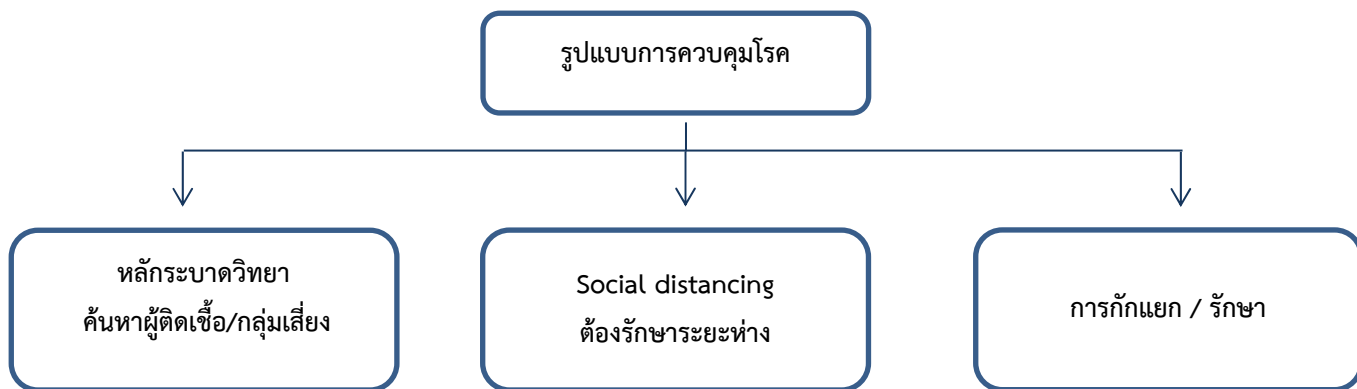 รูปแบบการควบคุมโรค
หลักระบาดวิทยา
ค้นหาผู้ติดเชื้อ/กลุ่มเสี่ยง
Social distancing
ต้องรักษาระยะห่าง
การกักแยก / รักษา